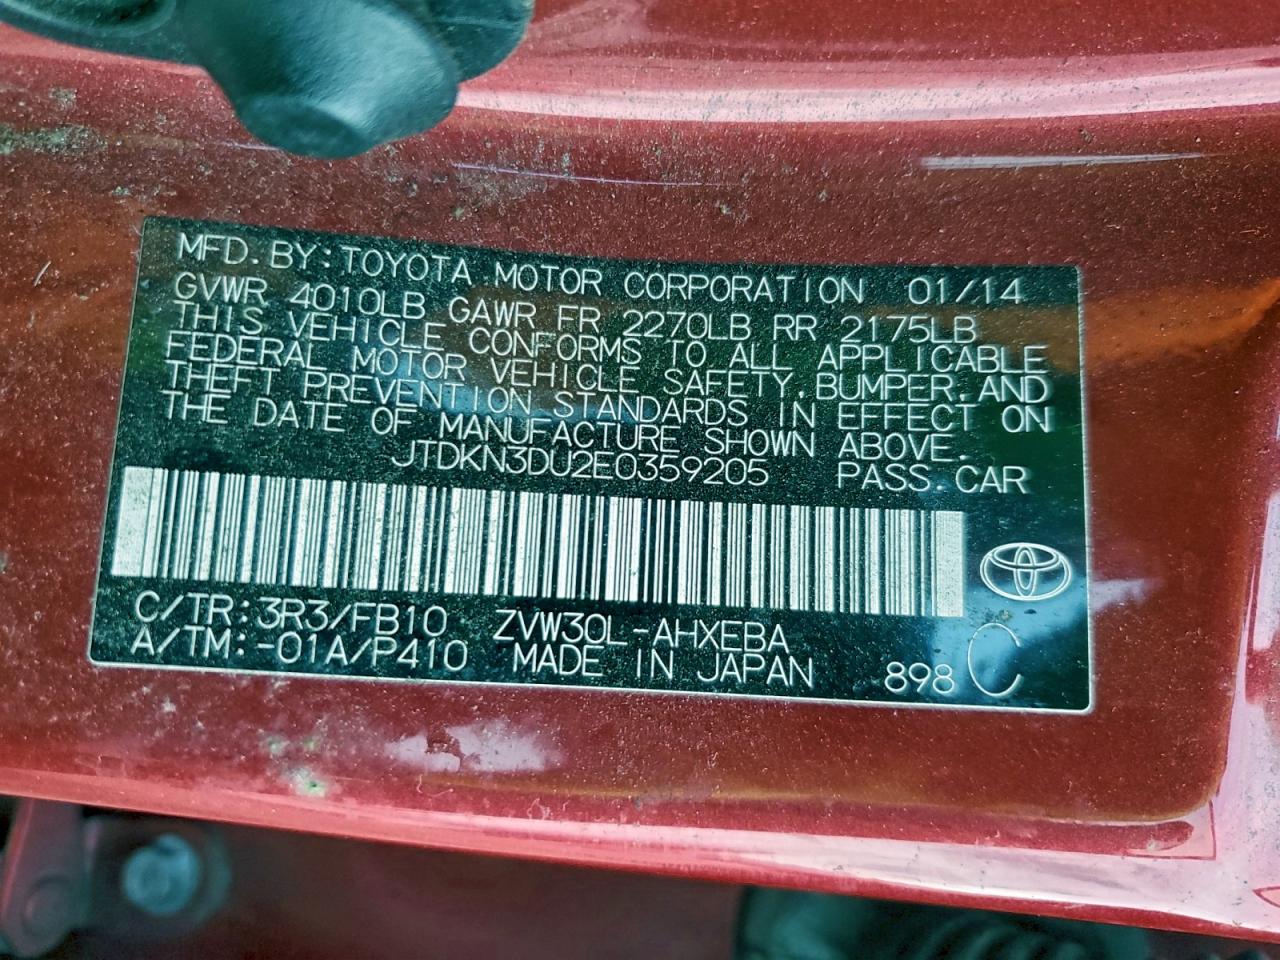 MFD. BY: TOYOTA MOTOR CORPORATION 01/14
GVWR 4010LB GAWR FR 2270LB RR 2175LB
THIS VEHICLE CONFORMS TO ALL APPLICABLE
FEDERAL MOTOR VEHICLE SAFETY, BUMPER, AND
THEFT PREVENTION STANDARDS IN EFFECT ON
THE DATE OF MANUFACTURE SHOWN ABOVE.
JTDKN3DU2E0359205 PASS. CAR
C/TR: 3R3/FB10 ZVW30L-AHXEBA
A/TM: -01A/P410 MADE IN JAPAN 898 C